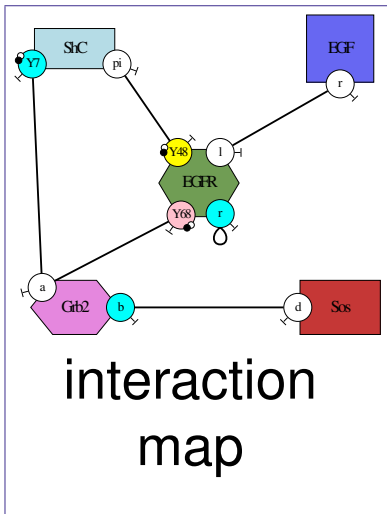 ShC
EGF
Y7
pi
r
Y48
l
EGFR
Y68
r
a
Grb2
b
d
Sos
interaction
map